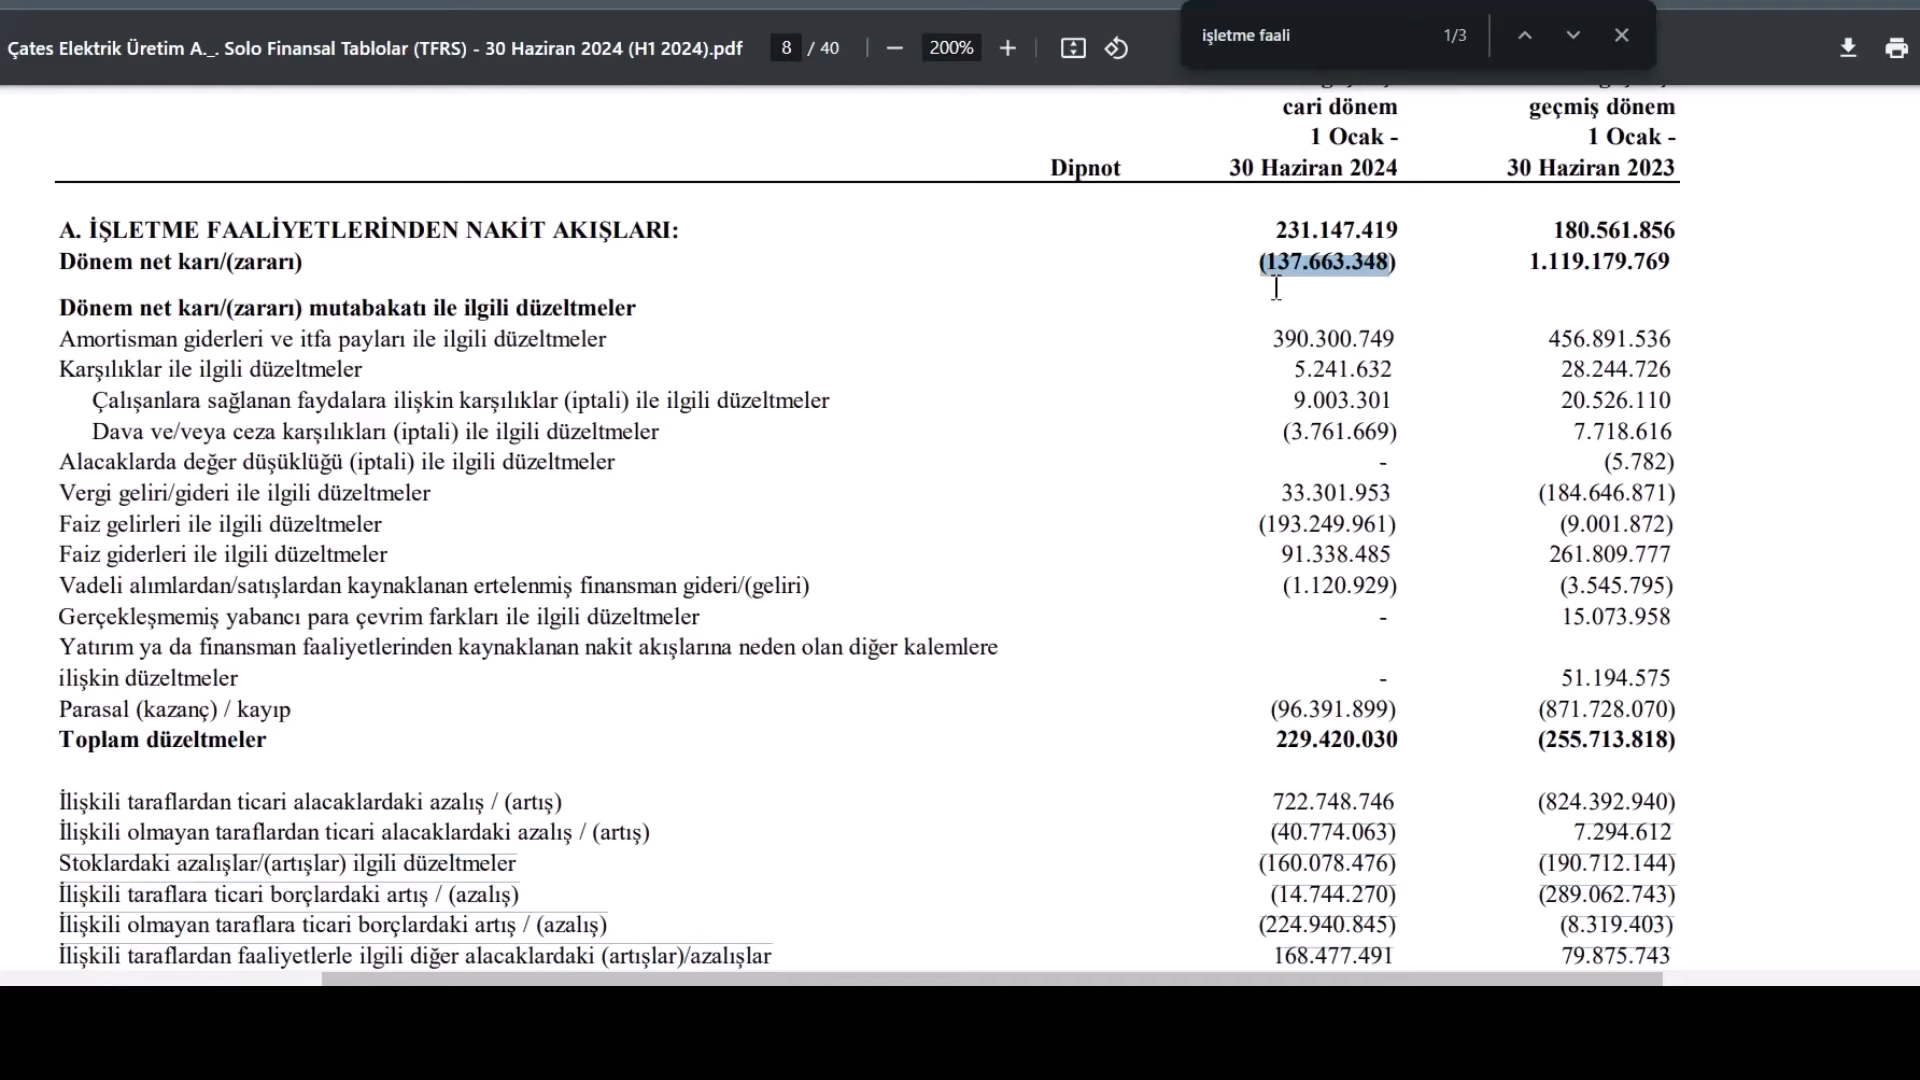 Çates Elektrik Üretim A._. Solo Finansal Tablolar (TFRS) - 30 Haziran 2024 (H1 2024).pdf 8 / 40 200% işletme faali 1/3
cari dönem geçmiş dönem
1 Ocak - 1 Ocak -
Dipnot 30 Haziran 2024 30 Haziran 2023
A. İŞLETME FAALİYETLERİNDEN NAKİT AKIŞLARI: 231.147.419 180.561.856
Dönem net karı/(zararı) (137.663.348) 1.119.179.769
Dönem net karı/(zararı) mutabakatı ile ilgili düzeltmeler
Amortisman giderleri ve itfa payları ile ilgili düzeltmeler 390.300.749 456.891.536
Karşılıklar ile ilgili düzeltmeler 5.241.632 28.244.726
Çalışanlara sağlanan faydalara ilişkin karşılıklar (iptali) ile ilgili düzeltmeler 9.003.301 20.526.110
Dava ve/veya ceza karşılıkları (iptali) ile ilgili düzeltmeler (3.761.669) 7.718.616
Alacaklarda değer düşüklüğü (iptali) ile ilgili düzeltmeler - (5.782)
Vergi geliri/gideri ile ilgili düzeltmeler 33.301.953 (184.646.871)
Faiz gelirleri ile ilgili düzeltmeler (193.249.961) (9.001.872)
Faiz giderleri ile ilgili düzeltmeler 91.338.485 261.809.777
Vadeli alımlardan/satışlardan kaynaklanan ertelenmiş finansman gideri/(geliri) (1.120.929) (3.545.795)
Gerçekleşmemiş yabancı para çevrim farkları ile ilgili düzeltmeler - 15.073.958
Yatırım ya da finansman faaliyetlerinden kaynaklanan nakit akışlarına neden olan diğer kalemlere
ilişkin düzeltmeler - 51.194.575
Parasal (kazanç) / kayıp (96.391.899) (871.728.070)
Toplam düzeltmeler 229.420.030 (255.713.818)
İlişkili taraflardan ticari alacaklardaki azalış / (artış) 722.748.746 (824.392.940)
İlişkili olmayan taraflardan ticari alacaklardaki azalış / (artış) (40.774.063) 7.294.612
Stoklardaki azalışlar/(artışlar) ilgili düzeltmeler (160.078.476) (190.712.144)
İlişkili taraflara ticari borçlardaki artış / (azalış) (14.744.270) (289.062.743)
İlişkili olmayan taraflara ticari borçlardaki artış / (azalış) (224.940.845) (8.319.403)
İlişkili taraflardan faaliyetlerle ilgili diğer alacaklardaki (artışlar)/azalışlar 168.477.491 79.875.743